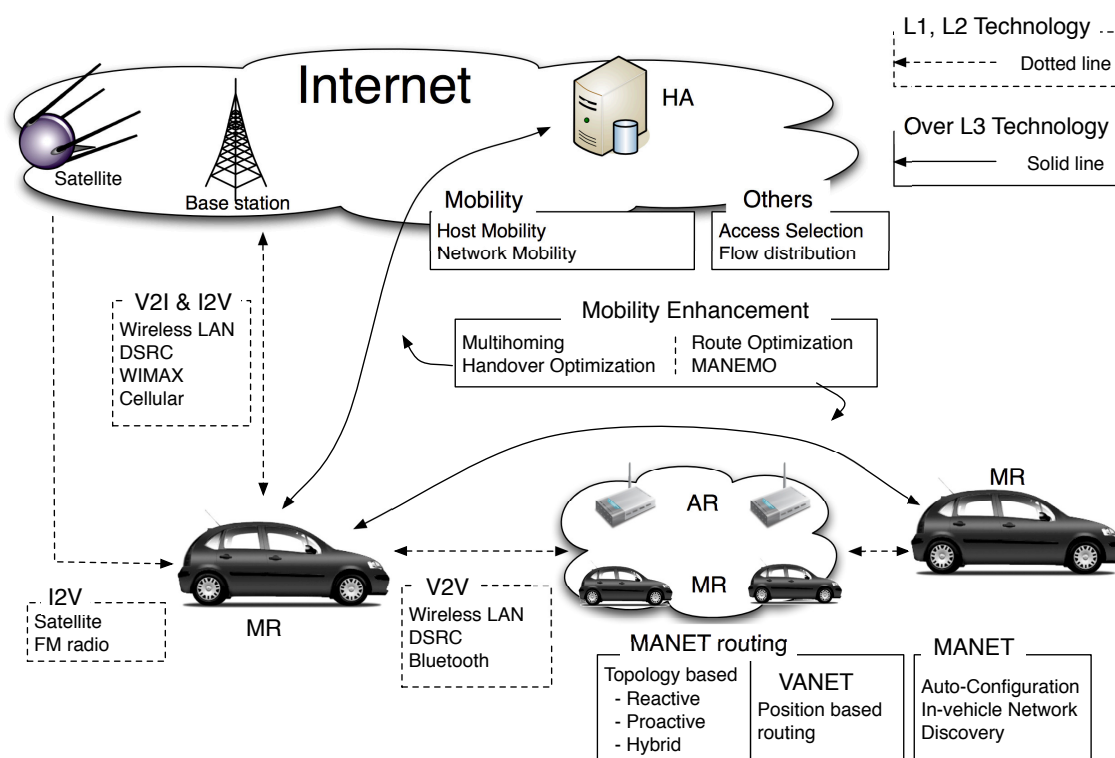 L1, L2 Technology
Dotted line
Over L3 Technology
Solid line
Internet
HA
Satellite
Base station
Mobility
Host Mobility
Network Mobility
Others
Access Selection
Flow distribution
V2I & I2V
Wireless LAN
DSRC
WIMAX
Cellular
Mobility Enhancement
Multihoming
Handover Optimization
Route Optimization
MANEMO
AR
MR
MR
MR
I2V
Satellite
FM radio
V2V
Wireless LAN
DSRC
Bluetooth
MANET routing
Topology based
- Reactive
- Proactive
- Hybrid
VANET
Position based
routing
MANET
Auto-Configuration
In-vehicle Network
Discovery